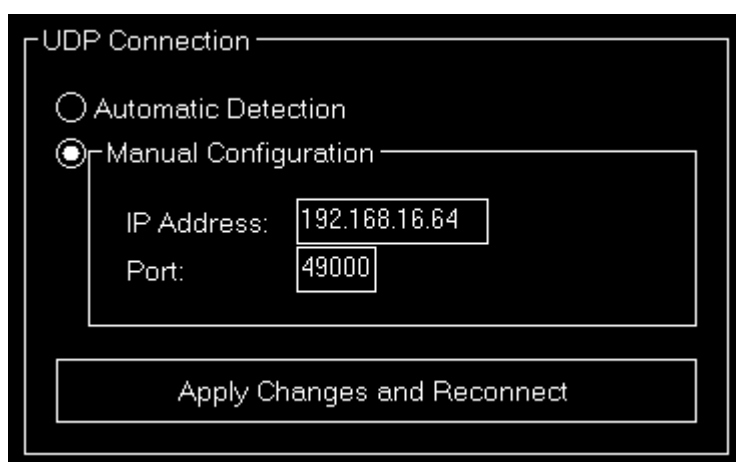 UDP Connection
Automatic Detection
Manual Configuration
IP Address: 192.168.16.64
Port: 49000
Apply Changes and Reconnect